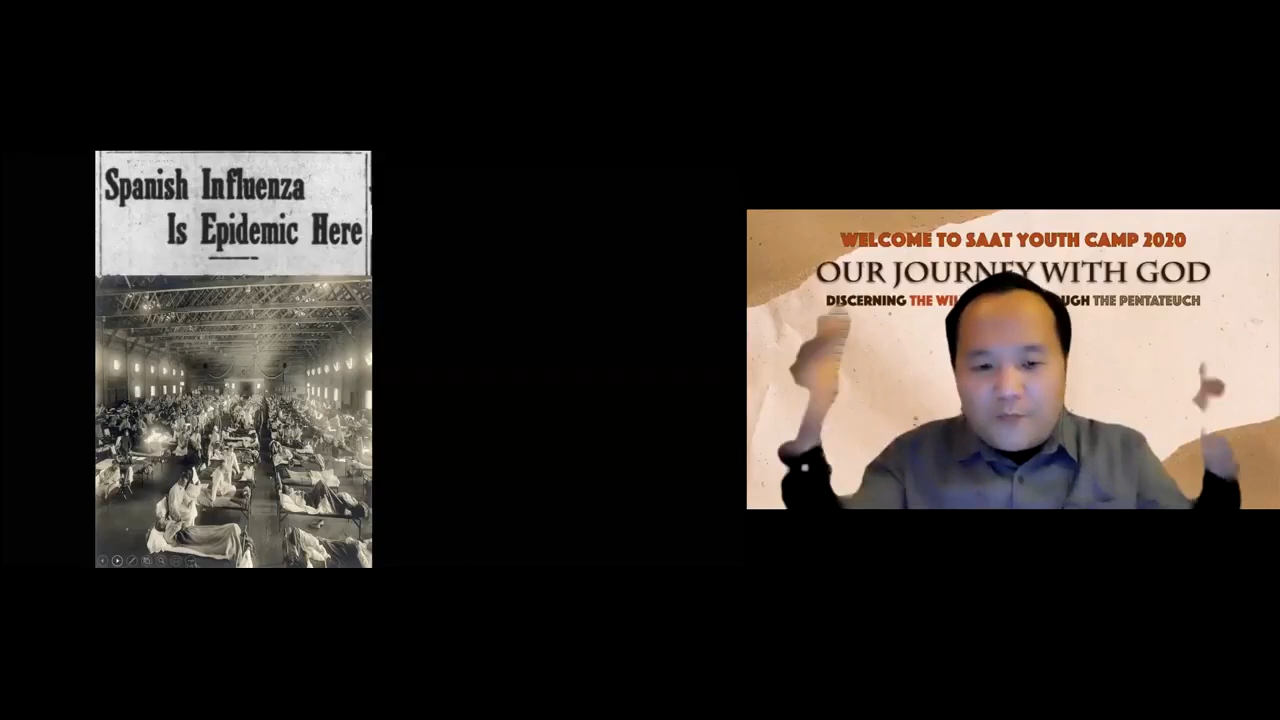 Spanish Influenza
Is Epidemic Here
WELCOME TO SAAT YOUTH CAMP 2020
OUR JOURNEY WITH GOD
DISCERNING THE THE PENTATEUCH